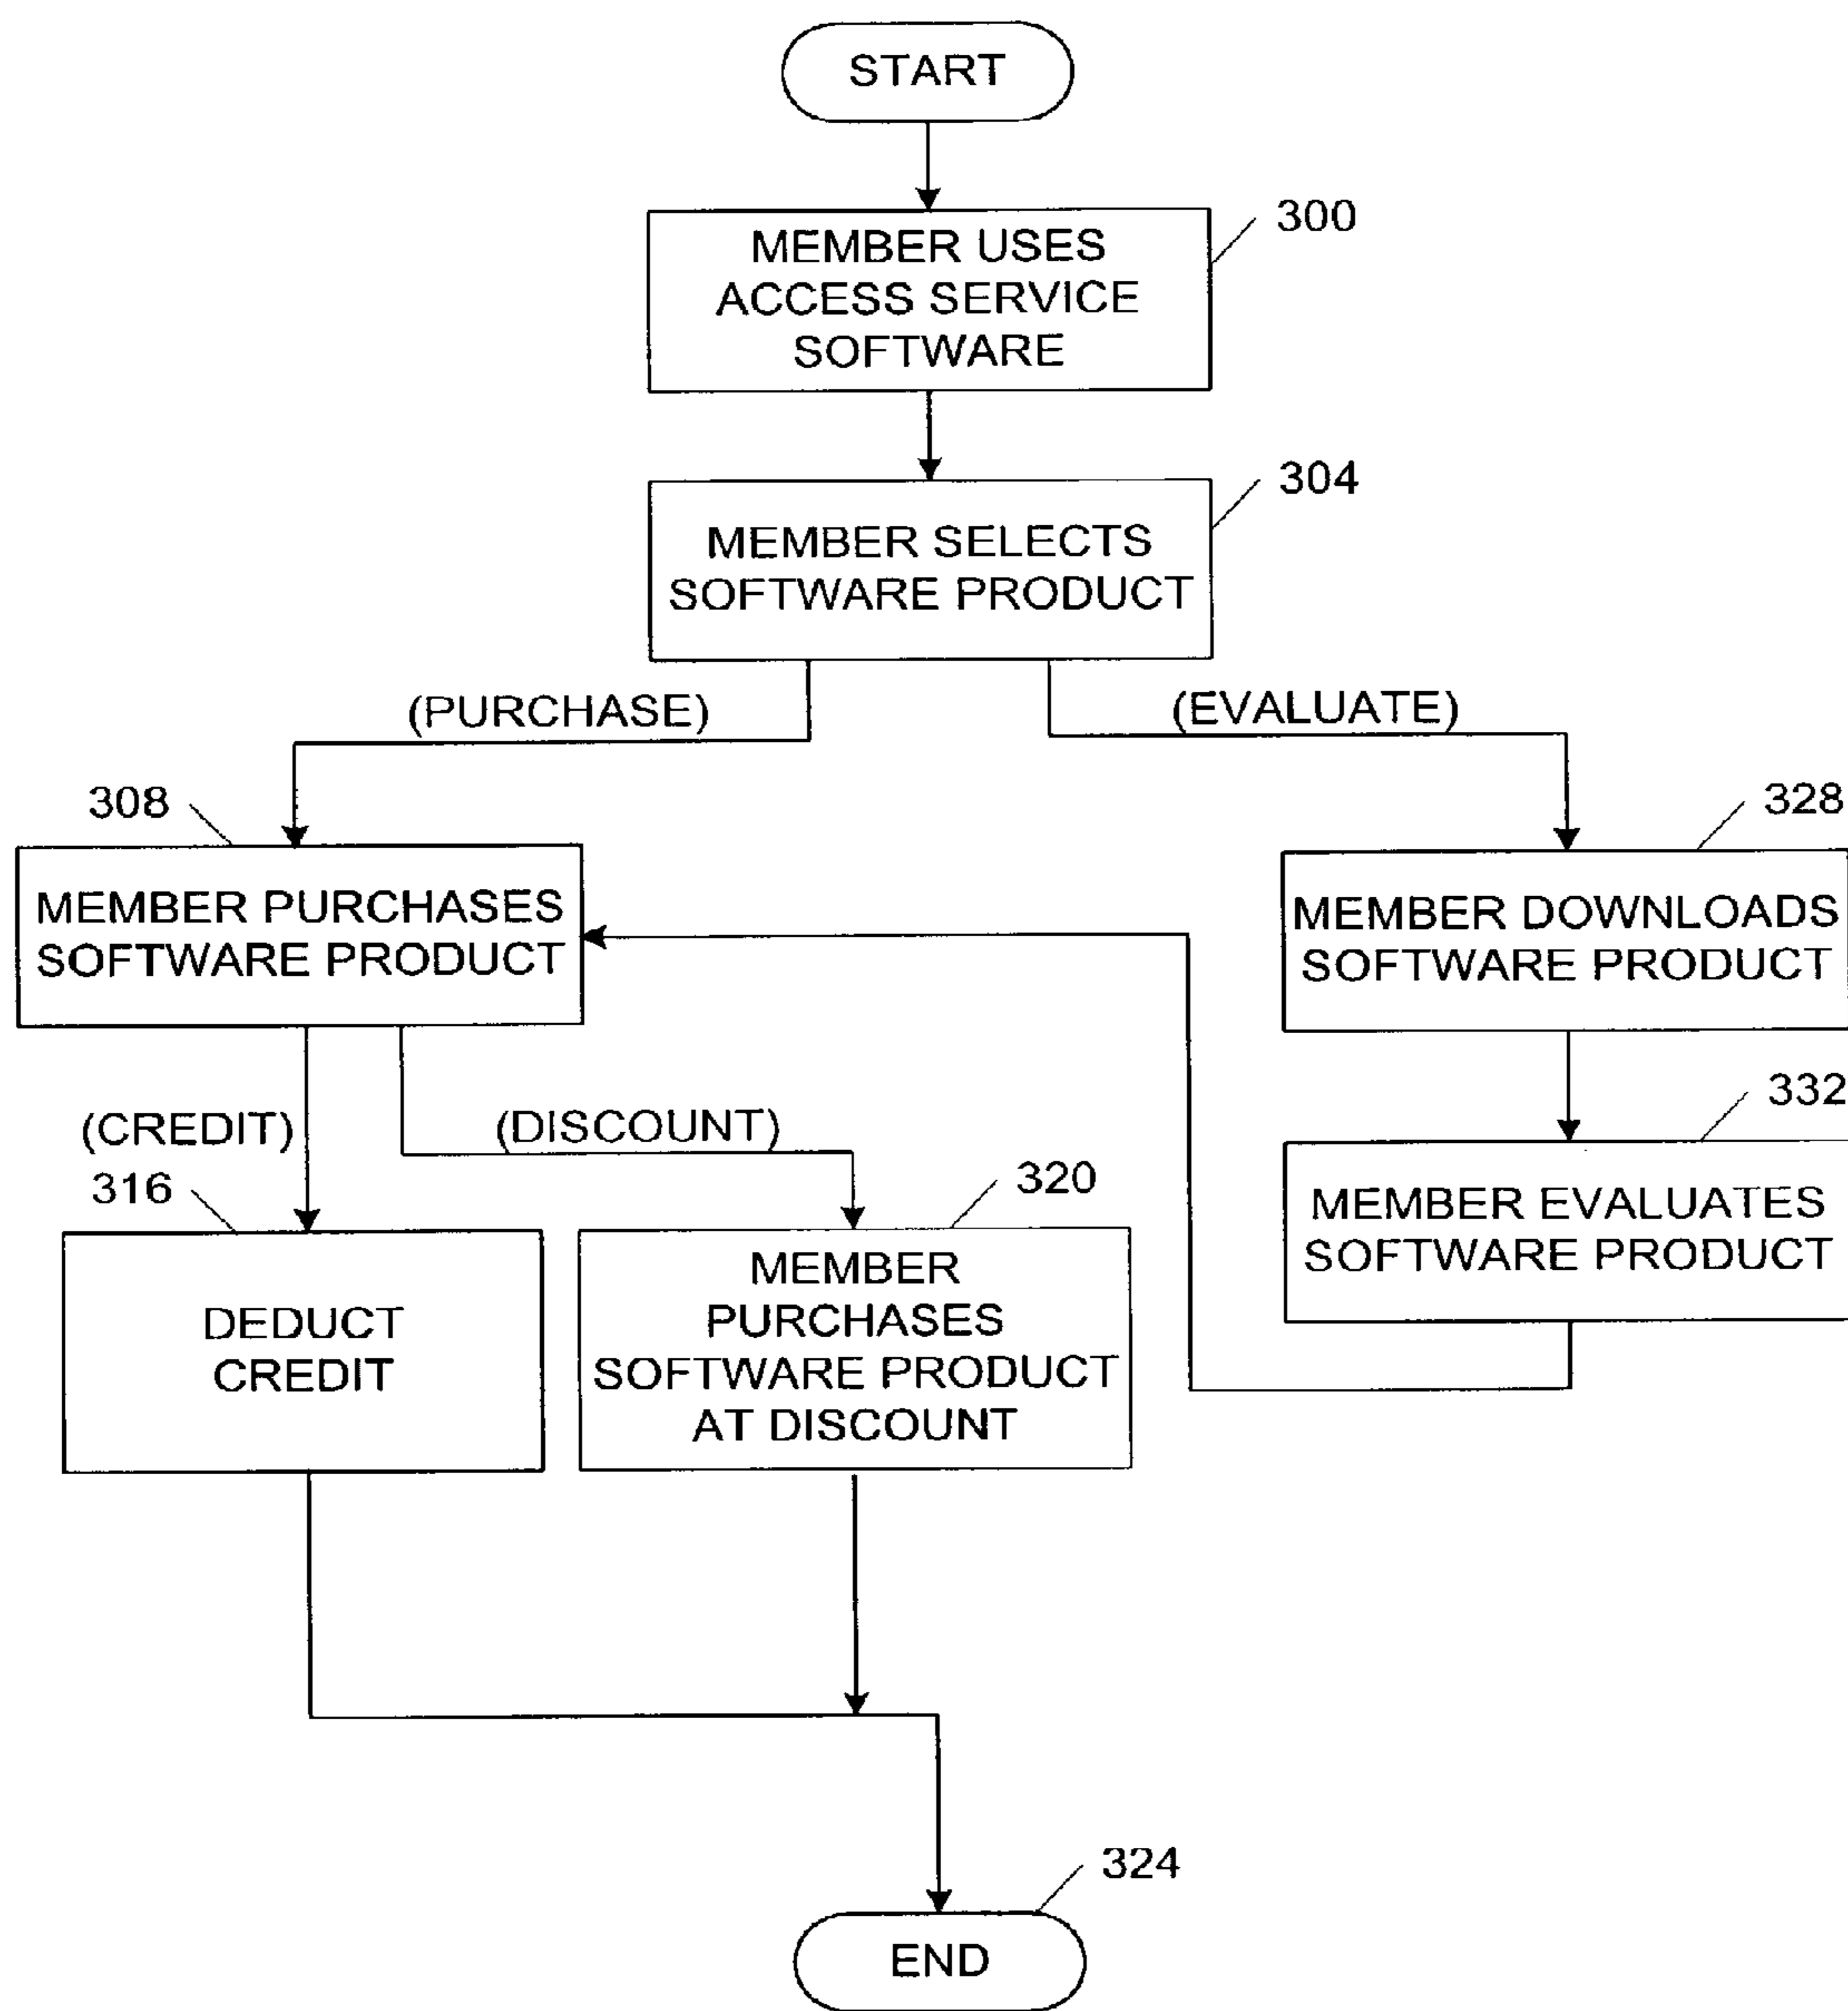 START
300
MEMBER USES
ACCESS SERVICE
SOFTWARE
304
MEMBER SELECTS
SOFTWARE PRODUCT
(PURCHASE)
(EVALUATE)
308
MEMBER PURCHASES
SOFTWARE PRODUCT
328
MEMBER DOWNLOADS
SOFTWARE PRODUCT
(CREDIT)
(DISCOUNT)
316
DEDUCT
CREDIT
320
MEMBER
PURCHASES
SOFTWARE PRODUCT
AT DISCOUNT
332
MEMBER EVALUATES
SOFTWARE PRODUCT
324
END